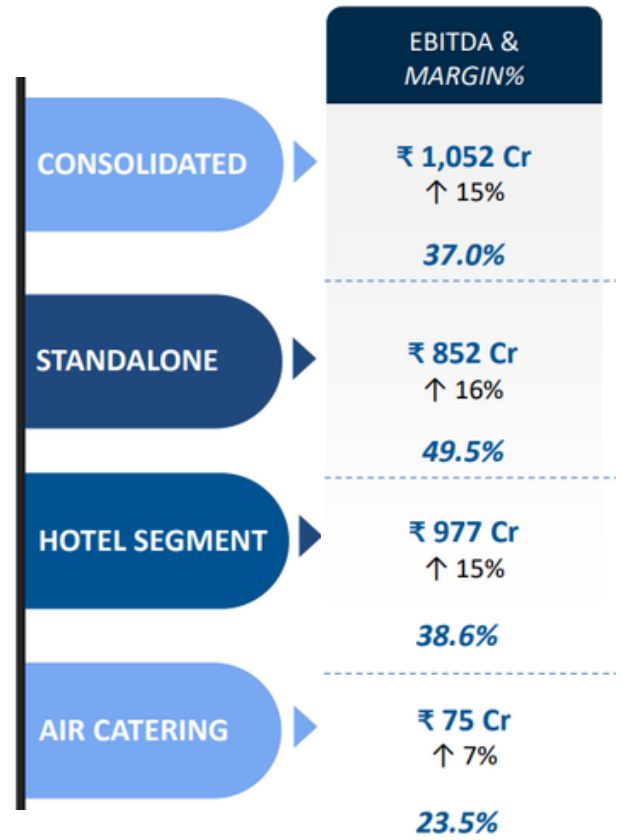 EBITDA &
MARGIN%
CONSOLIDATED
₹ 1,052 Cr
↑ 15%
37.0%
STANDALONE
₹ 852 Cr
↑ 16%
49.5%
HOTEL SEGMENT
₹ 977 Cr
↑ 15%
38.6%
AIR CATERING
₹ 75 Cr
↑ 7%
23.5%